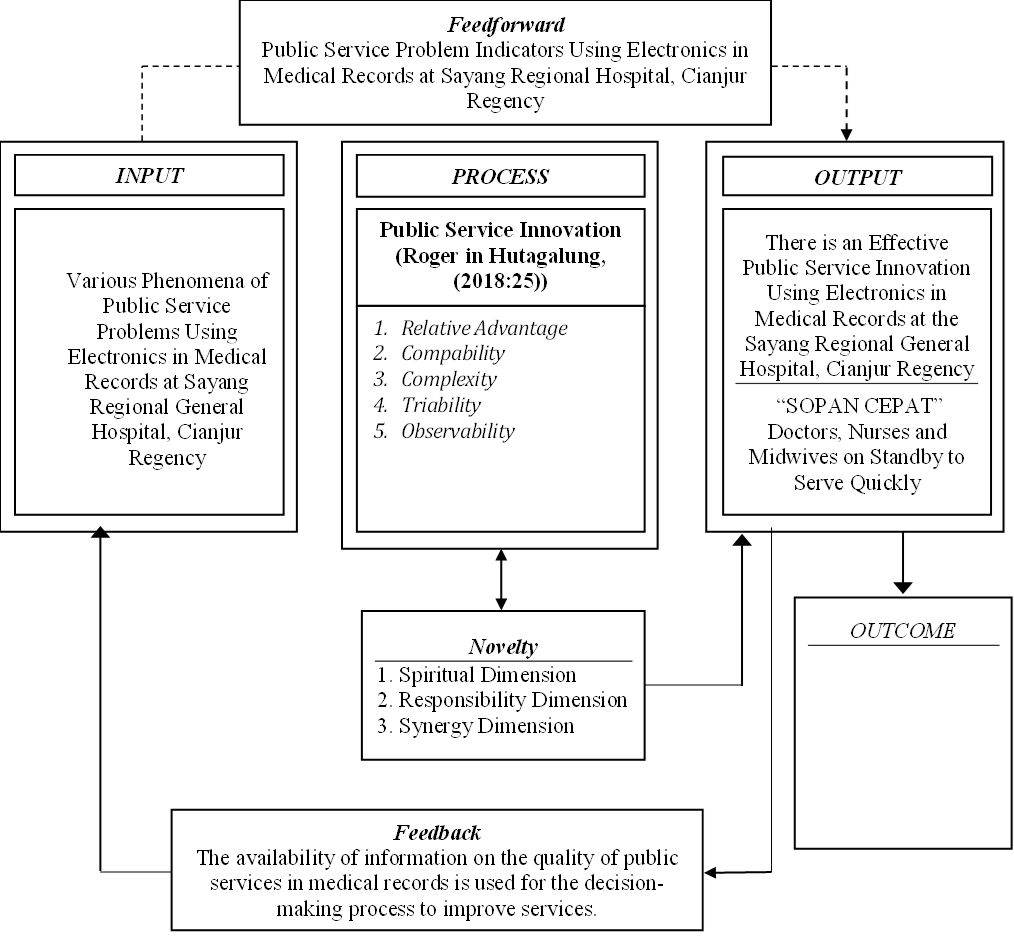 Feedforward
Public Service Problem Indicators Using Electronics in
Medical Records at Sayang Regional Hospital, Cianjur
Regency
INPUT
Various Phenomena of
Public Service
Problems Using
Electronics in Medical
Records at Sayang
Regional General
Hospital, Cianjur
Regency
PROCESS
Public Service Innovation
(Roger in Hutagalung,
(2018:25))
1. Relative Advantage
2. Compability
3. Complexity
4. Triability
5. Observability
OUTPUT
There is an Effective
Public Service Innovation
Using Electronics in
Medical Records at the
Sayang Regional General
Hospital, Cianjur Regency
“SOPAN CEPAT”
Doctors, Nurses and
Midwives on Standby to
Serve Quickly
Novelty
1. Spiritual Dimension
2. Responsibility Dimension
3. Synergy Dimension
OUTCOME
Feedback
The availability of information on the quality of public
services in medical records is used for the decision-
making process to improve services.